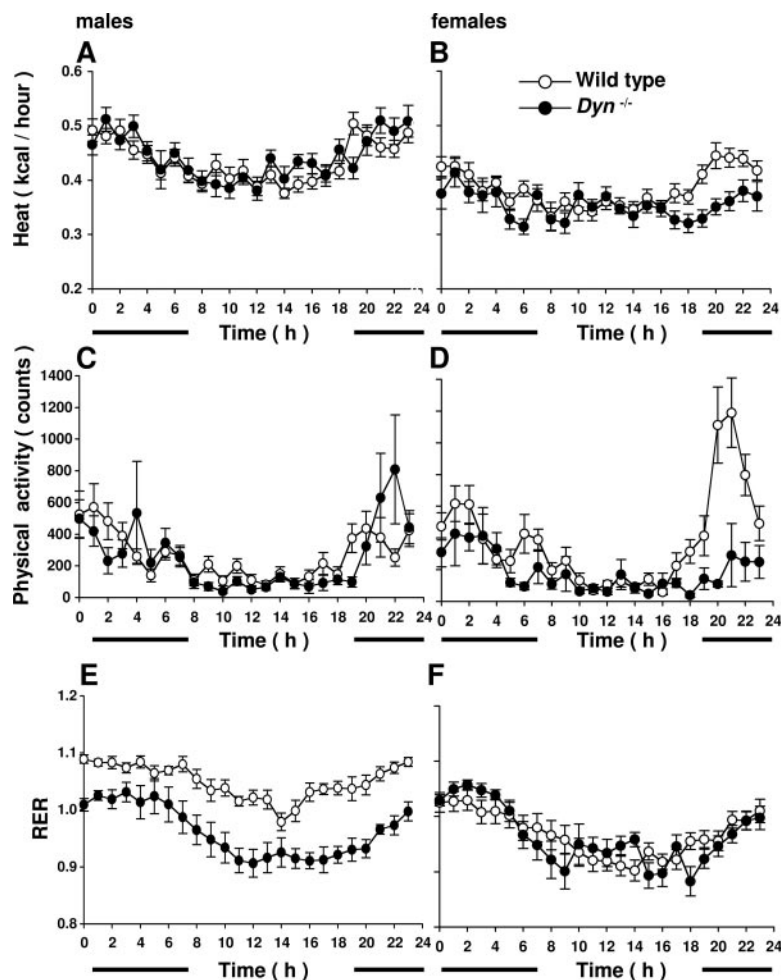 males females
A B
Heat ( kcal / hour )
0.6
0.5
0.4
0.3
0.2
Wild type
Dyn -/-
0 2 4 6 8 10 12 14 16 18 20 22 24
0 2 4 6 8 10 12 14 16 18 20 22 24
Time ( h ) Time ( h )
C D
Physical activity ( counts )
1400
1200
1000
800
600
400
200
0
0 2 4 6 8 10 12 14 16 18 20 22 24
0 2 4 6 8 10 12 14 16 18 20 22 24
Time ( h ) Time ( h )
E F
RER
1.2
1.1
1.0
0.9
0.8
0 2 4 6 8 10 12 14 16 18 20 22 24
0 2 4 6 8 10 12 14 16 18 20 22 24
Time ( h ) Time ( h )